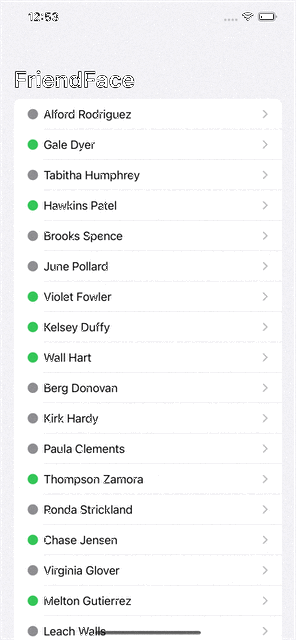 12:53
FriendFace
Alford Rodriguez
Gale Dyer
Tabitha Humphrey
Hawkins Patel
Brooks Spence
June Pollard
Violet Fowler
Kelsey Duffy
Wall Hart
Berg Donovan
Kirk Hardy
Paula Clements
Thompson Zamora
Ronda Strickland
Chase Jensen
Virginia Glover
Melton Gutierrez
Leach Walls